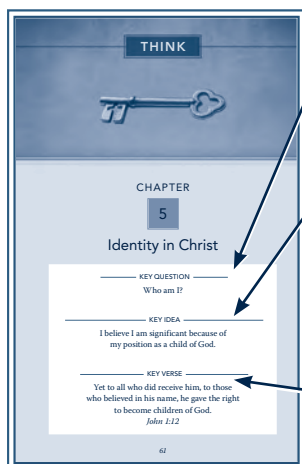 THINK
CHAPTER
5
Identity in Christ
KEY QUESTION
Who am I?
KEY IDEA
I believe I am significant because of
my position as a child of God.
KEY VERSE
Yet to all who did receive him, to those
who believed in his name, he gave the right
to become children of God.
John 1:12
61